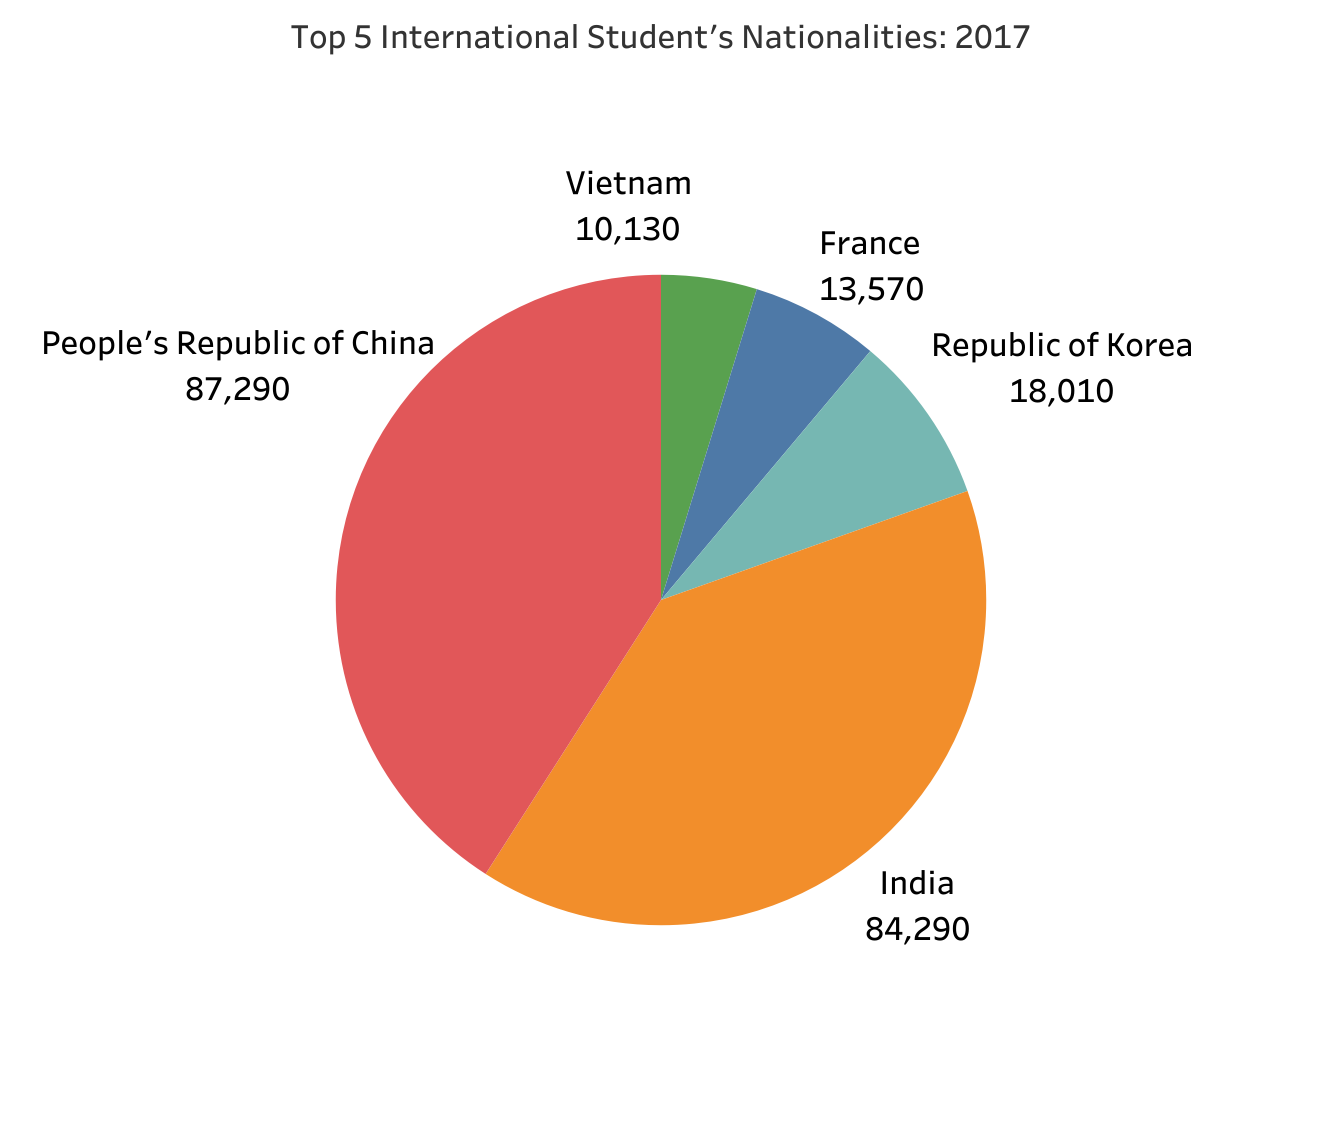 Top 5 International Student’s Nationalities: 2017
Vietnam
10,130
France
13,570
People’s Republic of China
87,290
Republic of Korea
18,010
India
84,290